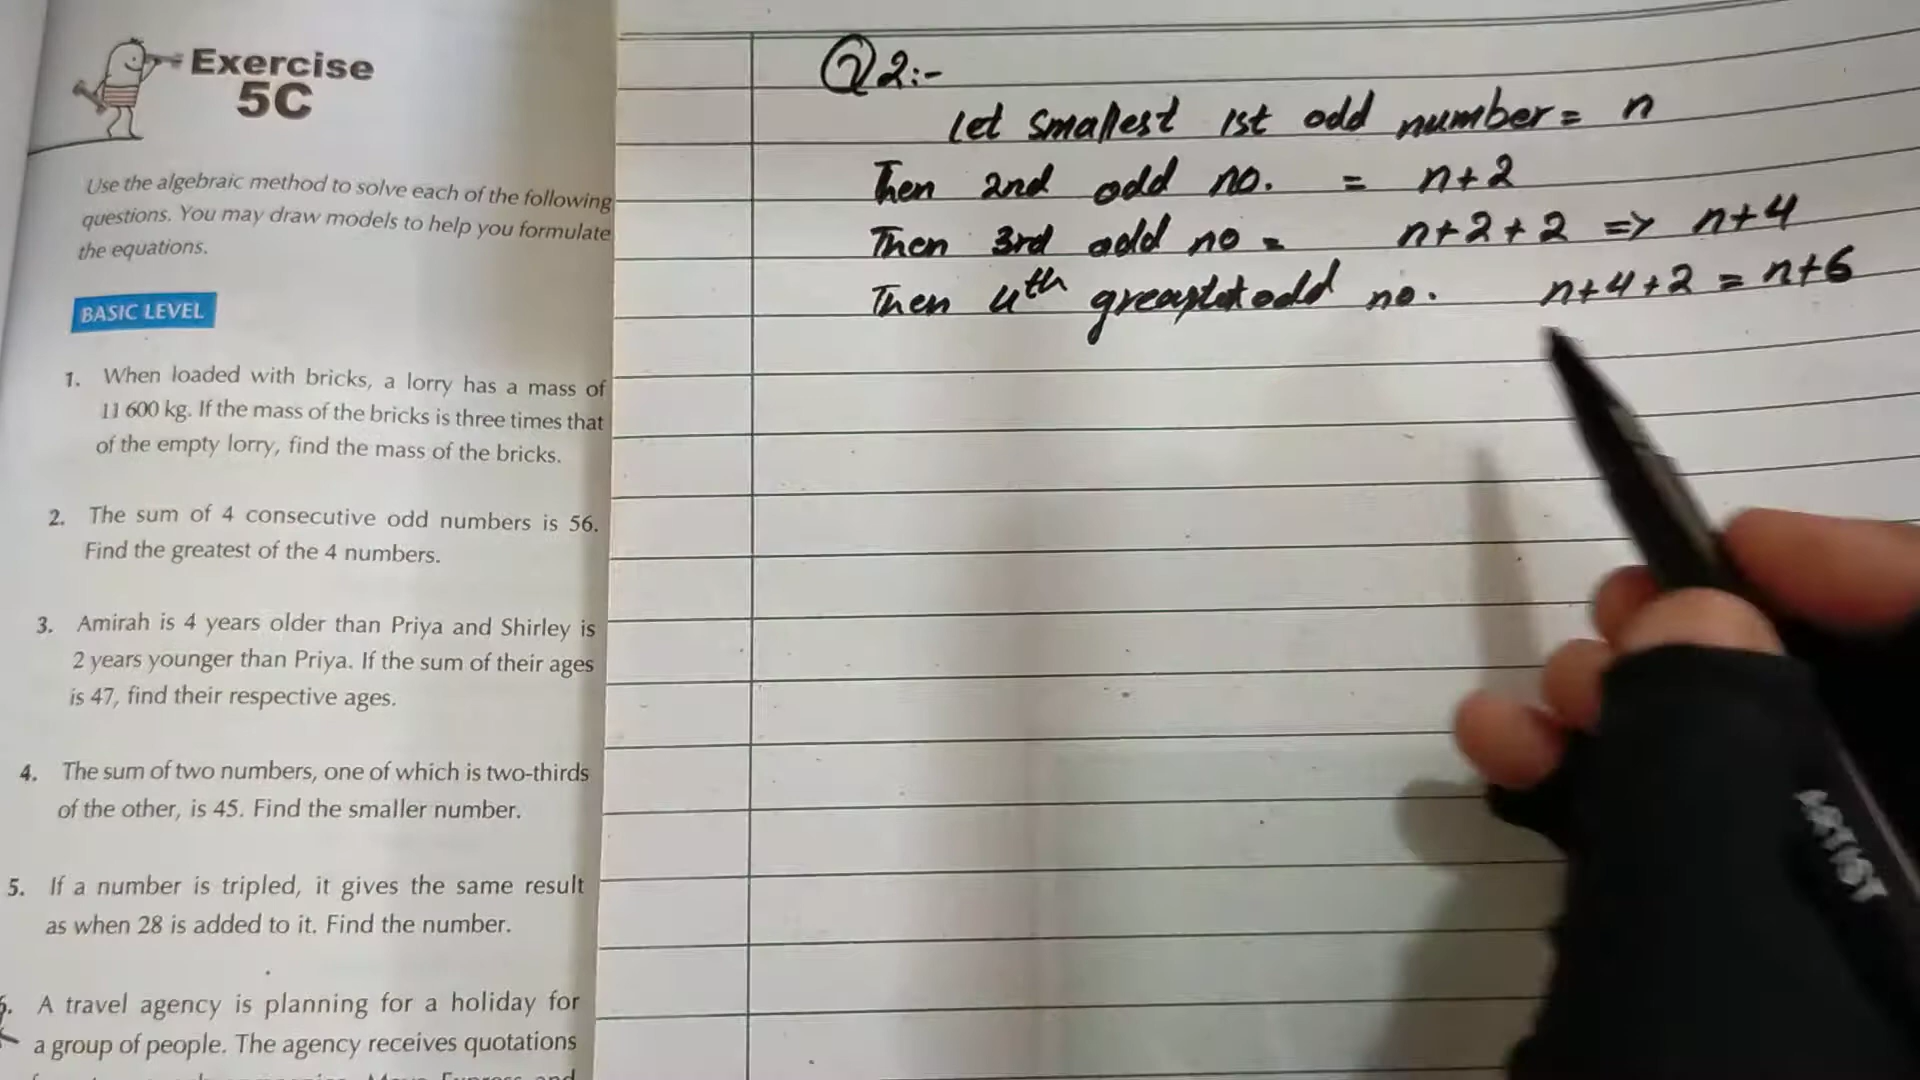 Exercise
5C
Use the algebraic method to solve each of the following
questions. You may draw models to help you formulate
the equations.
BASIC LEVEL
1. When loaded with bricks, a lorry has a mass of
11 600 kg. If the mass of the bricks is three times that
of the empty lorry, find the mass of the bricks.
2. The sum of 4 consecutive odd numbers is 56.
Find the greatest of the 4 numbers.
3. Amirah is 4 years older than Priya and Shirley is
2 years younger than Priya. If the sum of their ages
is 47, find their respective ages.
4. The sum of two numbers, one of which is two-thirds
of the other, is 45. Find the smaller number.
5. If a number is tripled, it gives the same result
as when 28 is added to it. Find the number.
6. A travel agency is planning for a holiday for
a group of people. The agency receives quotations
Q2:-
Let smallest 1st odd number = n
Then 2nd odd no. = n+2
Then 3rd odd no = n+2+2 => n+4
Then 4th odd no. n+4+2 = n+6
ARTIST